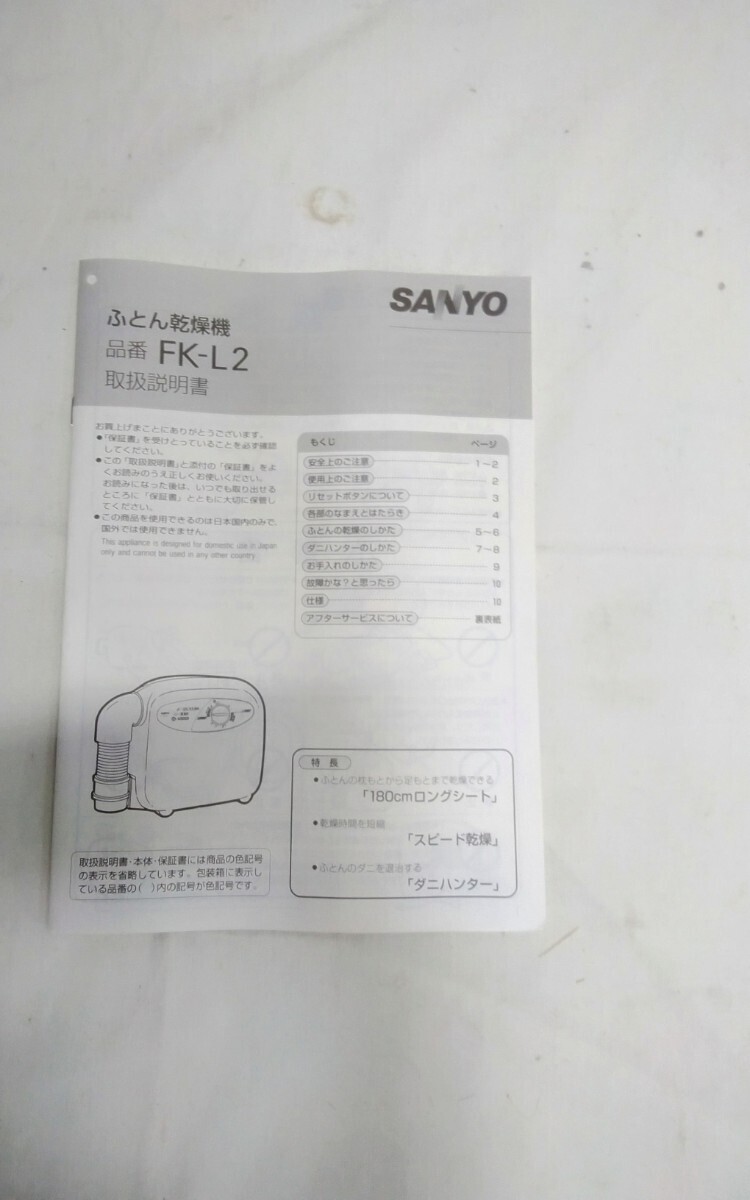 SANYO
ふとん乾燥機
品番 FK-L2
取扱説明書
お買上げまことにありがとうございます。
●「保証書」を受けとっていることを必ず確認
してください。
●この「取扱説明書」と添付の「保証書」をよ
くお読みのうえ正しくお使いください。
お読みになった後は、いつでも取り出せる
ところに「保証書」とともに大切に保管し
てください。
●この商品を使用できるのは日本国内のみで、
国外では使用できません。
This appliance is designed for domestic use in Japan
only and cannot be used in any other country.
もくじ ページ
安全上のご注意 1～2
使用上のご注意 2
リセットボタンについて 3
各部のなまえとはたらき 4
ふとんの乾燥のしかた 5～6
ダニハンターのしかた 7～8
お手入れのしかた 9
故障かな？と思ったら 10
仕様 10
アフターサービスについて 裏表紙
特長
●ふとんの枕もとから足もとまで乾燥できる
「180cmロングシート」
●乾燥時間を短縮
「スピード乾燥」
●ふとんのダニを退治する
「ダニハンター」
取扱説明書・本体・保証書には商品の色記号
の表示を省略しています。包装箱に表示し
ている品番の( )内の記号が色記号です。